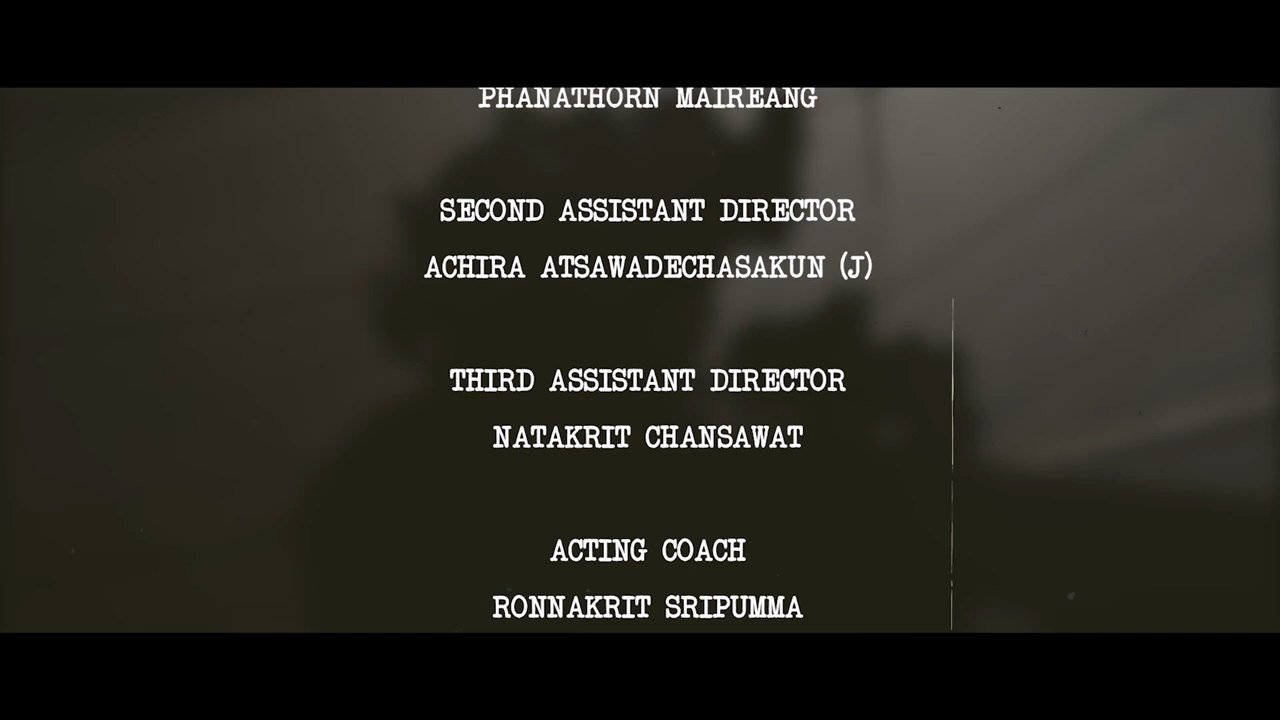 PHANATHORN MAIREANG
SECOND ASSISTANT DIRECTOR
ACHIRA ATSAWADECHASAKUN (J)
THIRD ASSISTANT DIRECTOR
NATAKRIT CHANSAWAT
ACTING COACH
RONNAKRIT SRIPUMMA